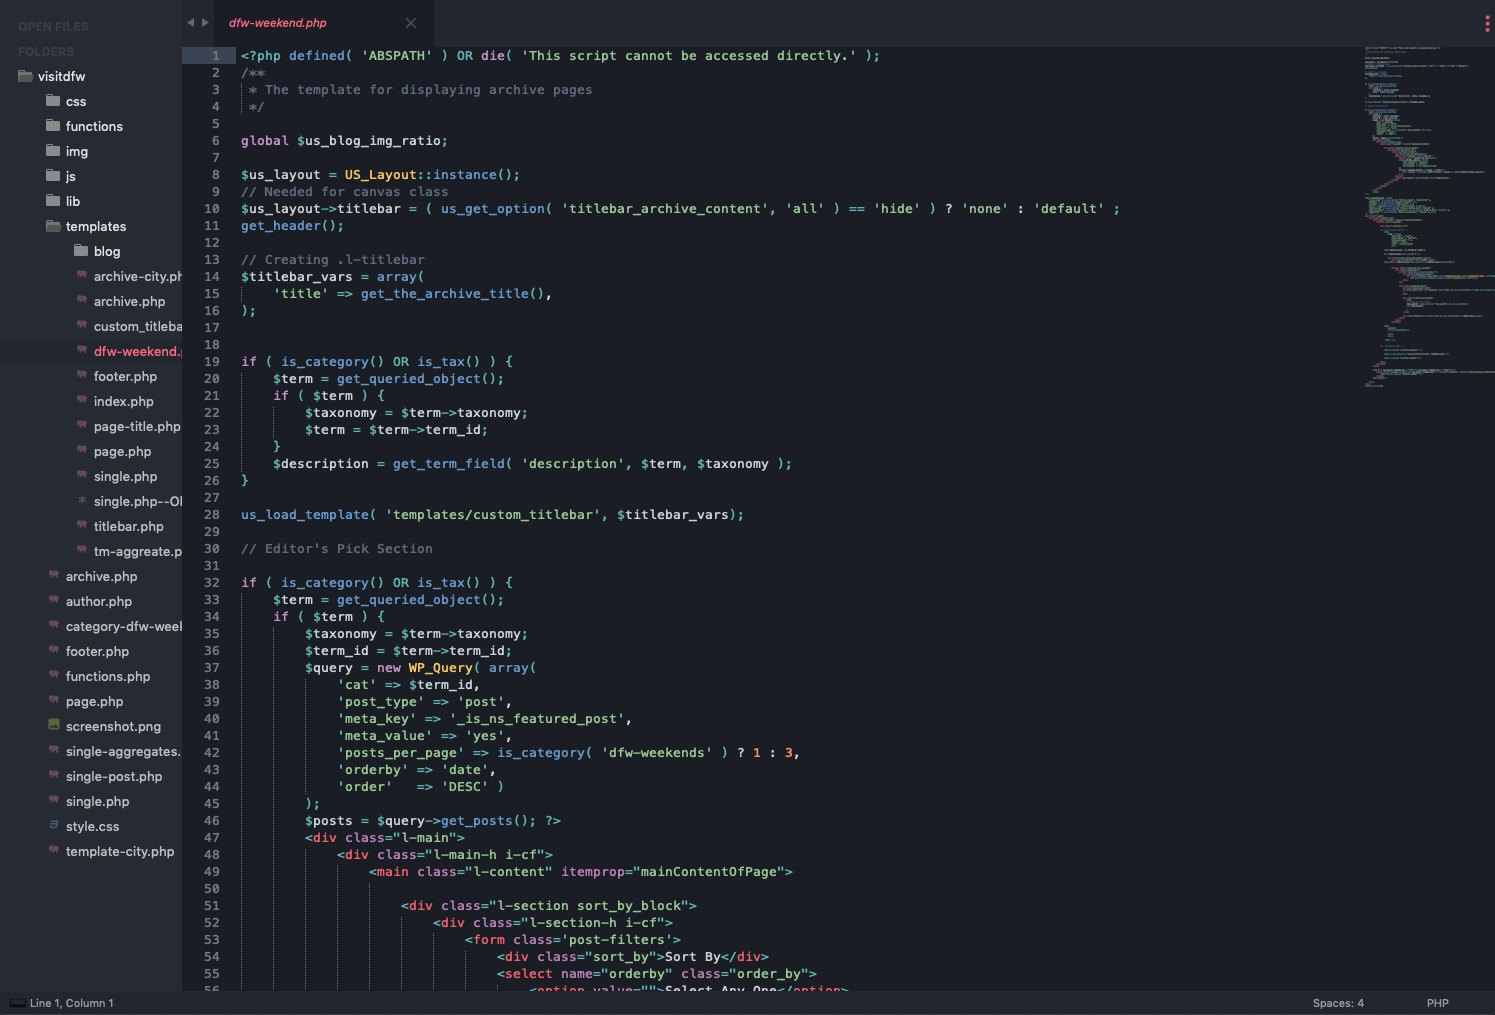 OPEN FILES
FOLDERS
visitdfw
css
functions
img
js
lib
templates
blog
archive-city.ph
archive.php
custom_titleba
dfw-weekend.p
footer.php
index.php
page-title.php
page.php
single.php
single.php--Ol
titlebar.php
tm-aggreate.p
archive.php
author.php
category-dfw-weel
footer.php
functions.php
page.php
screenshot.png
single-aggregates.
single-post.php
single.php
style.css
template-city.php
dfw-weekend.php
1 <?php defined( 'ABSPATH' ) OR die( 'This script cannot be accessed directly.' );
2 /**
3  * The template for displaying archive pages
4  */
5
6 global $us_blog_img_ratio;
7
8 $us_layout = US_Layout::instance();
9 // Needed for canvas class
10 $us_layout->titlebar = ( us_get_option( 'titlebar_archive_content', 'all' ) == 'hide' ) ? 'none' : 'default' ;
11 get_header();
12
13 // Creating .l-titlebar
14 $titlebar_vars = array(
15     'title' => get_the_archive_title(),
16 );
17
18
19 if ( is_category() OR is_tax() ) {
20     $term = get_queried_object();
21     if ( $term ) {
22         $taxonomy = $term->taxonomy;
23         $term = $term->term_id;
24     }
25     $description = get_term_field( 'description', $term, $taxonomy );
26 }
27
28 us_load_template( 'templates/custom_titlebar', $titlebar_vars);
29
30 // Editor's Pick Section
31
32 if ( is_category() OR is_tax() ) {
33     $term = get_queried_object();
34     if ( $term ) {
35         $taxonomy = $term->taxonomy;
36         $term_id = $term->term_id;
37         $query = new WP_Query( array(
38             'cat' => $term_id,
39             'post_type' => 'post',
40             'meta_key' => '_is_ns_featured_post',
41             'meta_value' => 'yes',
42             'posts_per_page' => is_category( 'dfw-weekends' ) ? 1 : 3,
43             'orderby' => 'date',
44             'order'   => 'DESC' )
45         );
46         $posts = $query->get_posts(); ?>
47         <div class="l-main">
48             <div class="l-main-h i-cf">
49                 <main class="l-content" itemprop="mainContentOfPage">
50
51                     <div class="l-section sort_by_block">
52                         <div class="l-section-h i-cf">
53                             <form class='post-filters'>
54                                 <div class="sort_by">Sort By</div>
55                                 <select name="orderby" class="order_by">
56                                     <option value="">Select Any One</option>
Line 1, Column 1
Spaces: 4
PHP